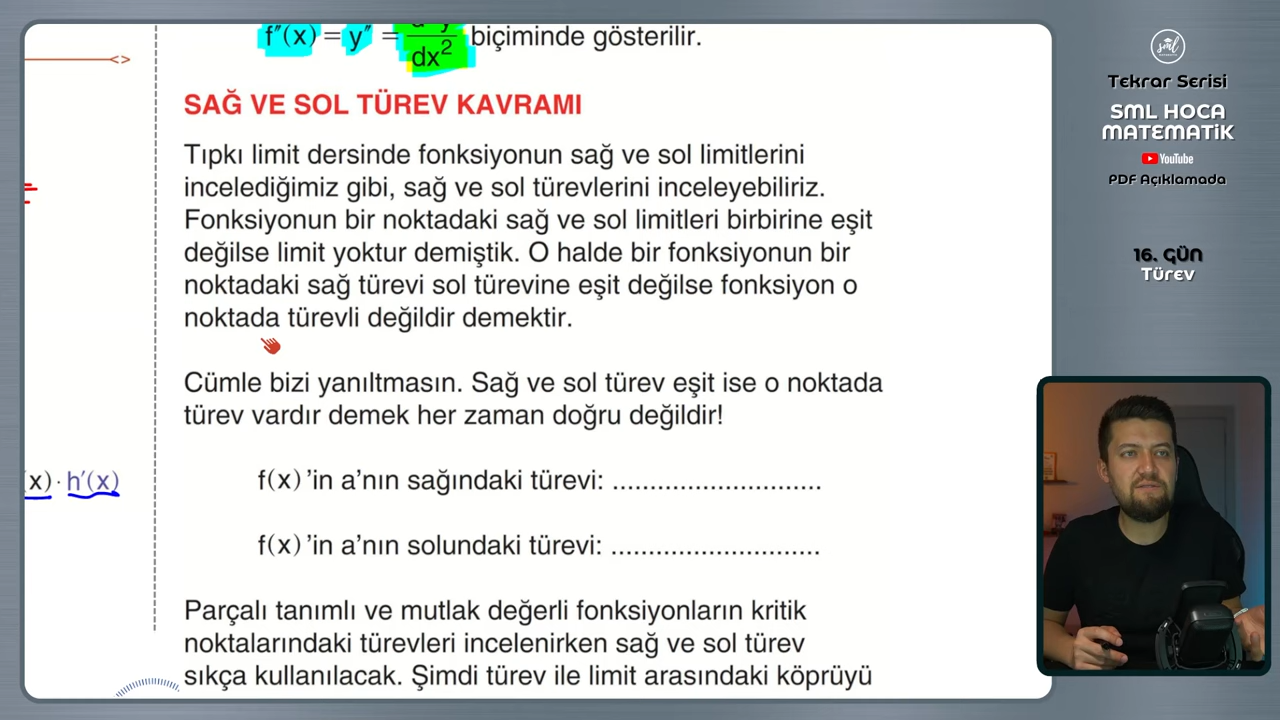 f″(x) = y″ = d²y
dx² biçiminde gösterilir.
<>
SAĞ VE SOL TÜREV KAVRAMI
Tıpkı limit dersinde fonksiyonun sağ ve sol limitlerini
incelediğimiz gibi, sağ ve sol türevlerini inceleyebiliriz.
Fonksiyonun bir noktadaki sağ ve sol limitleri birbirine eşit
değilse limit yoktur demiştik. O halde bir fonksiyonun bir
noktadaki sağ türevi sol türevine eşit değilse fonksiyon o
noktada türevli değildir demektir.
Cümle bizi yanıltmasın. Sağ ve sol türev eşit ise o noktada
türev vardır demek her zaman doğru değildir!
x) · h′(x)
f(x) ’in a’nın sağındaki türevi: ............................
f(x) ’in a’nın solundaki türevi: ............................
Parçalı tanımlı ve mutlak değerli fonksiyonların kritik
noktalarındaki türevleri incelenirken sağ ve sol türev
sıkça kullanılacak. Şimdi türev ile limit arasındaki köprüyü
sml
Tekrar Serisi
SML HOCA
MATEMATİK
YouTube
PDF Açıklamada
16. GÜN
Türev